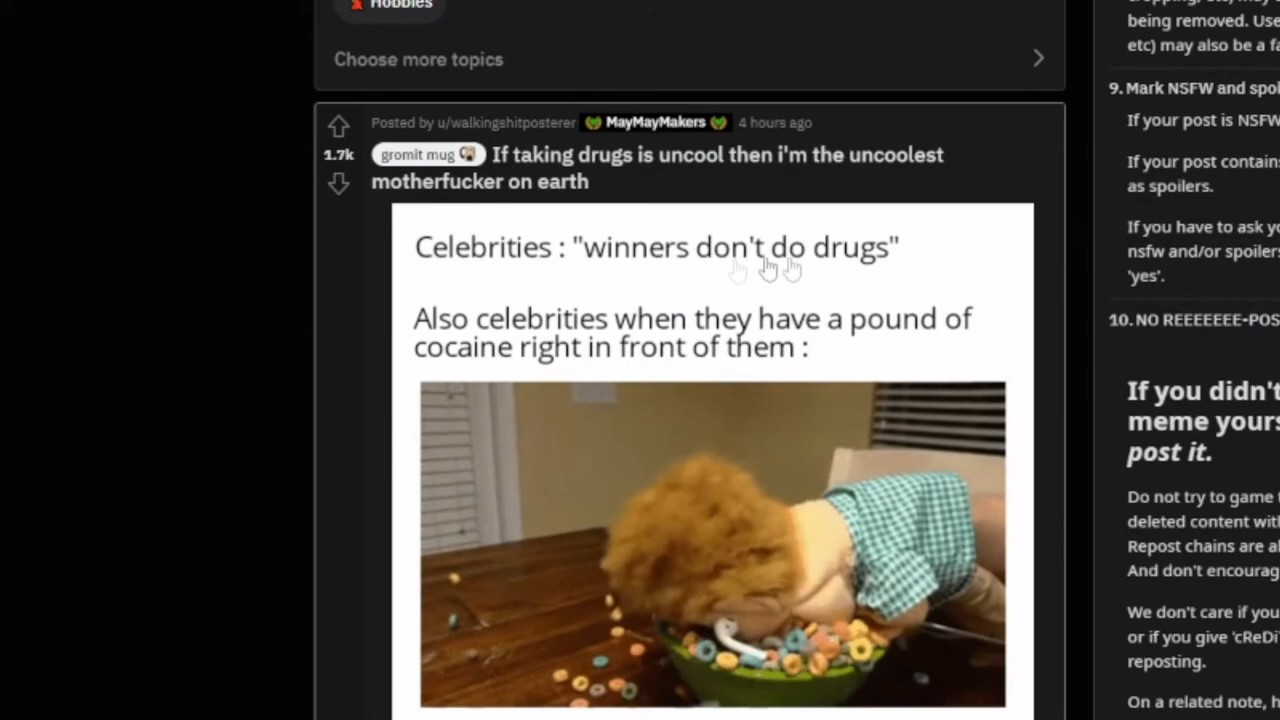 Hobbies
Choose more topics
Posted by u/walkingshitposterer MayMayMakers 4 hours ago
1.7k
gromit mug If taking drugs is uncool then i'm the uncoolest
motherfucker on earth
Celebrities : "winners don't do drugs"
Also celebrities when they have a pound of
cocaine right in front of them :
being removed. Use
etc) may also be a fa
9. Mark NSFW and spoi
If your post is NSFW
If your post contains
as spoilers.
If you have to ask yo
nsfw and/or spoilers
'yes'.
10. NO REEEEEEE-POS
If you didn't
meme yours
post it.
Do not try to game t
deleted content with
Repost chains are al
And don't encourag
We don't care if you
or if you give 'cReDi
reposting.
On a related note, h